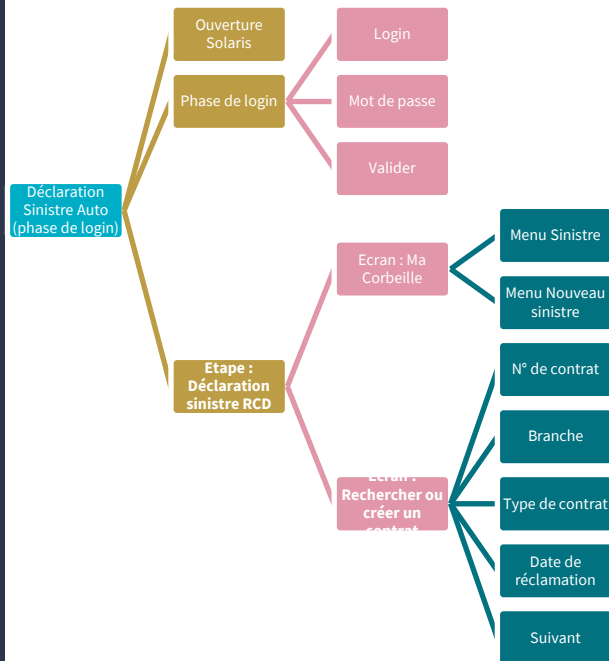 Ouverture
Solaris
Login
Phase de login
Mot de passe
Valider
Déclaration
Sinistre Auto
(phase de login)
Ecran : Ma
Corbeille
Menu Sinistre
Menu Nouveau
sinistre
Etape :
Déclaration
sinistre RCD
N° de contrat
Branche
Ecran :
Rechercher ou
créer un
contrat
Type de contrat
Date de
réclamation
Suivant